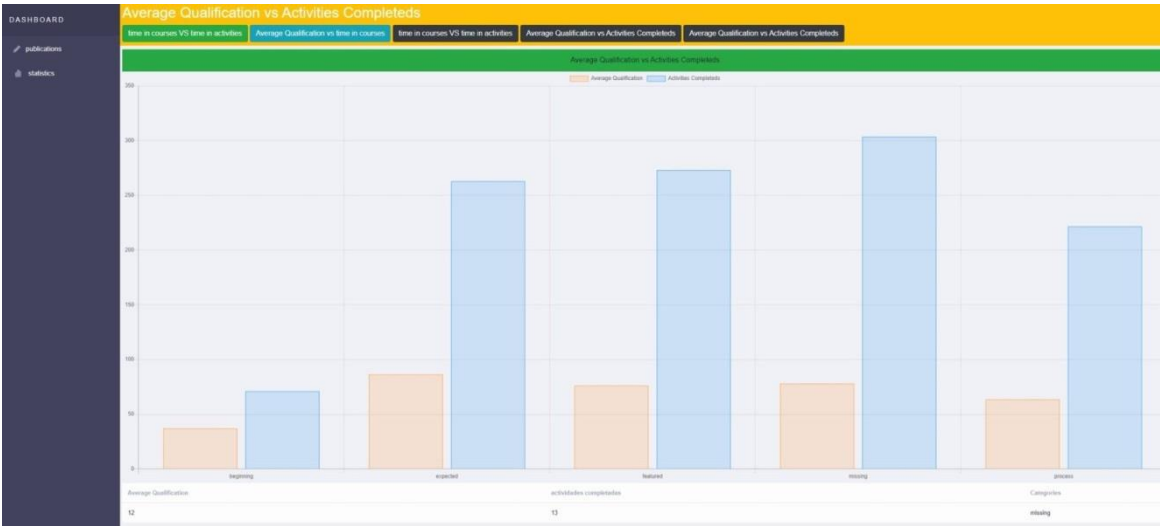 DASHBOARD
publications
statistics
Average Qualification vs Activities Completeds
time in courses VS time in activities
Average Qualification vs time in courses
time in courses VS time in activities
Average Qualification vs Activities Completeds
Average Qualification vs Activities Completeds
Average Qualification vs Activities Completeds
Average Qualification Activities Completeds
350
300
250
200
150
100
50
0
beginning expected featured missing process
Average Qualification actividades completadas Categories
12 13 missing